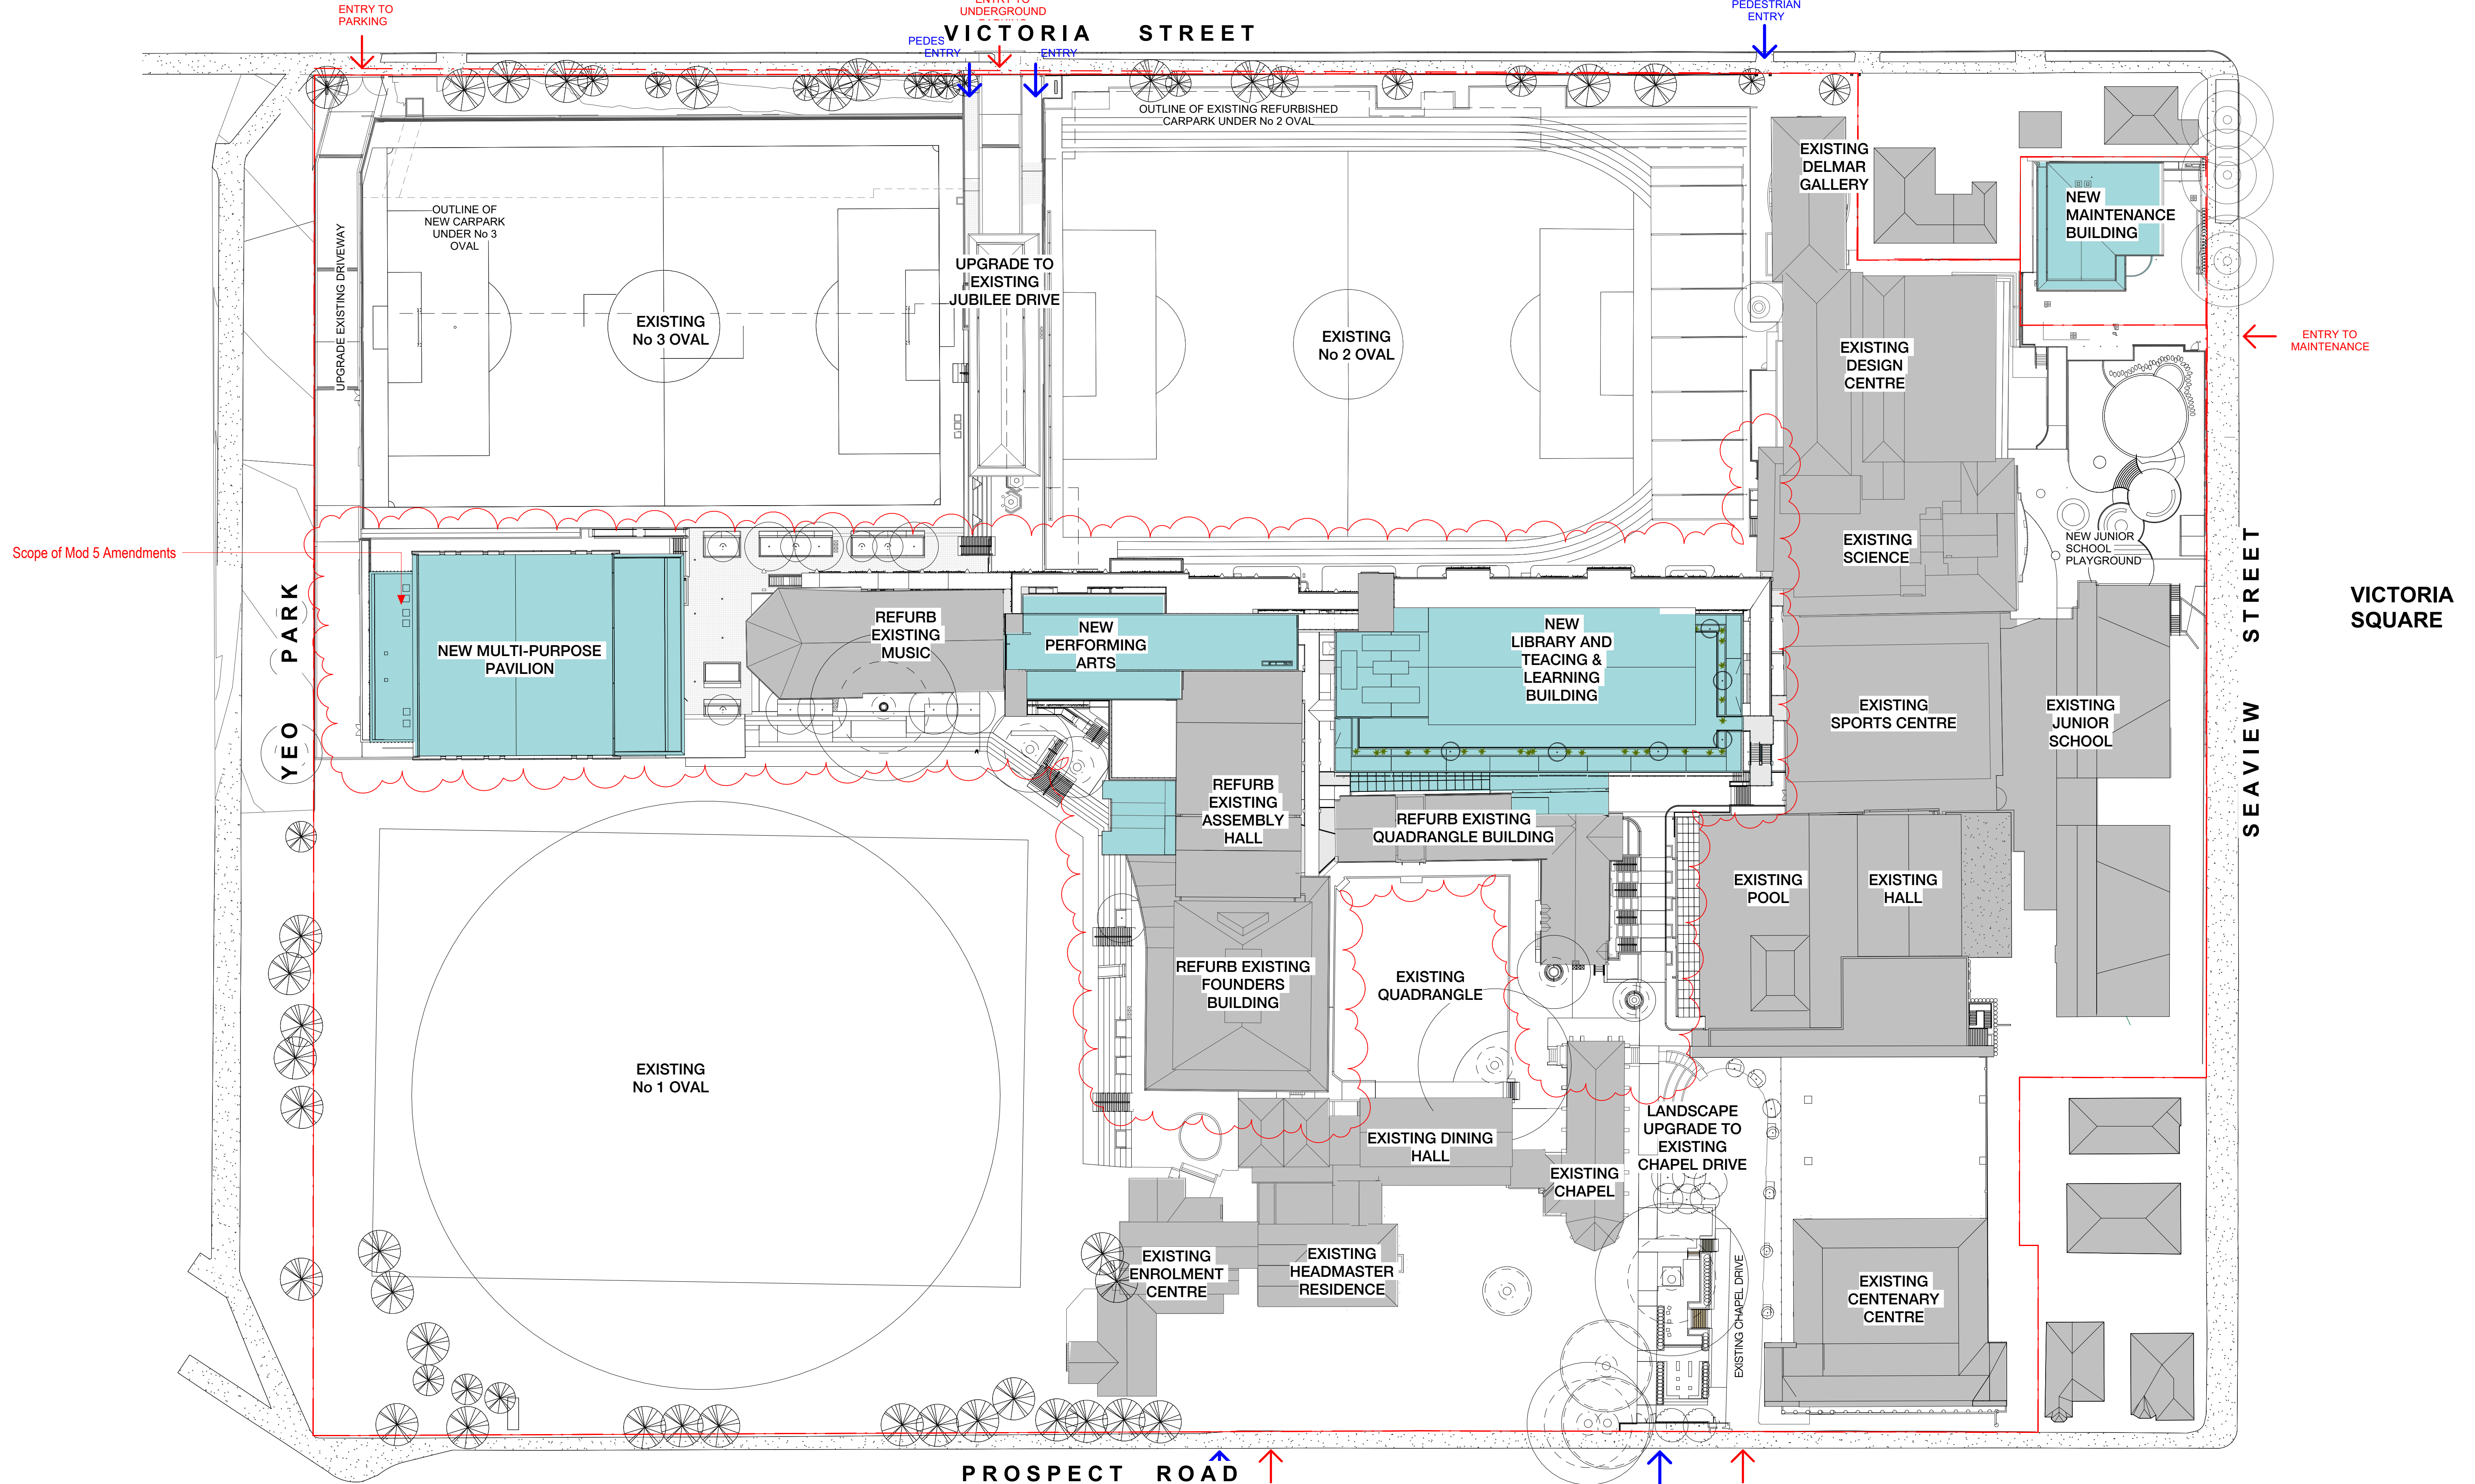 ENTRY TO
PARKING
ENTRY TO
UNDERGROUND
PEDESTRIAN
ENTRY
VICTORIA STREET
PEDES
ENTRY
ENTRY
OUTLINE OF EXISTING REFURBISHED
CARPARK UNDER No 2 OVAL
EXISTING
DELMAR
GALLERY
NEW
MAINTENANCE
BUILDING
OUTLINE OF
NEW CARPARK
UNDER No 3
OVAL
UPGRADE EXISTING DRIVEWAY
UPGRADE TO
EXISTING
JUBILEE DRIVE
EXISTING
No 3 OVAL
EXISTING
No 2 OVAL
EXISTING
DESIGN
CENTRE
ENTRY TO
MAINTENANCE
Scope of Mod 5 Amendments
EXISTING
SCIENCE
NEW JUNIOR
SCHOOL
PLAYGROUND
YEO PARK
SEAVIEW STREET
VICTORIA
SQUARE
NEW MULTI-PURPOSE
PAVILION
REFURB
EXISTING
MUSIC
NEW
PERFORMING
ARTS
NEW
LIBRARY AND
TEACING &
LEARNING
BUILDING
EXISTING
SPORTS CENTRE
EXISTING
JUNIOR
SCHOOL
REFURB
EXISTING
ASSEMBLY
HALL
REFURB EXISTING
QUADRANGLE BUILDING
EXISTING
POOL
EXISTING
HALL
REFURB EXISTING
FOUNDERS
BUILDING
EXISTING
QUADRANGLE
EXISTING
No 1 OVAL
EXISTING DINING
HALL
EXISTING
CHAPEL
LANDSCAPE
UPGRADE TO
EXISTING
CHAPEL DRIVE
EXISTING
ENROLMENT
CENTRE
EXISTING
HEADMASTER
RESIDENCE
EXISTING CHAPEL DRIVE
EXISTING
CENTENARY
CENTRE
PROSPECT ROAD